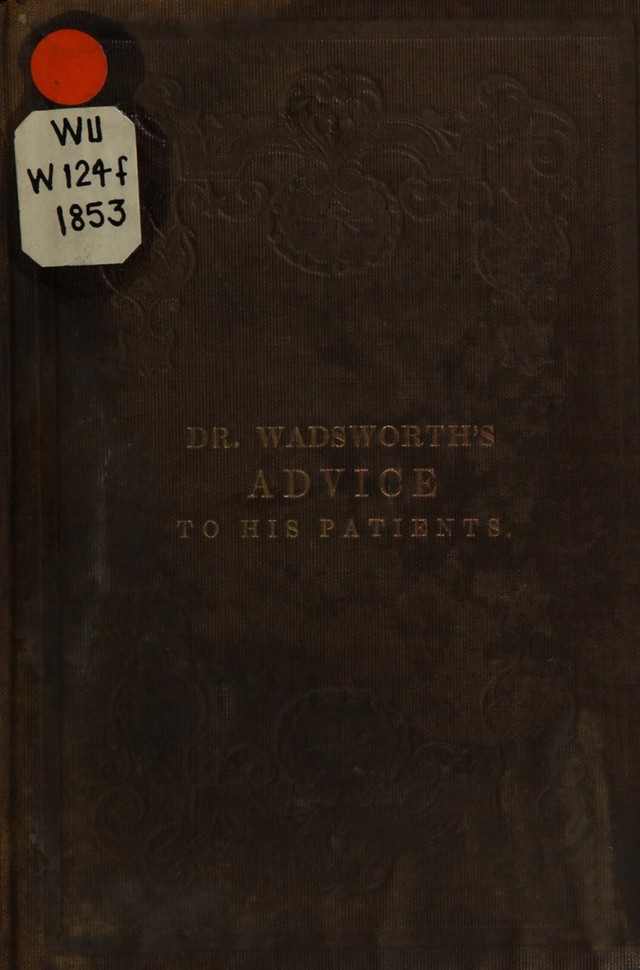 WU
W124f
1853
DR. WADSWORTH'S
ADVICE
TO HIS PATIENTS.